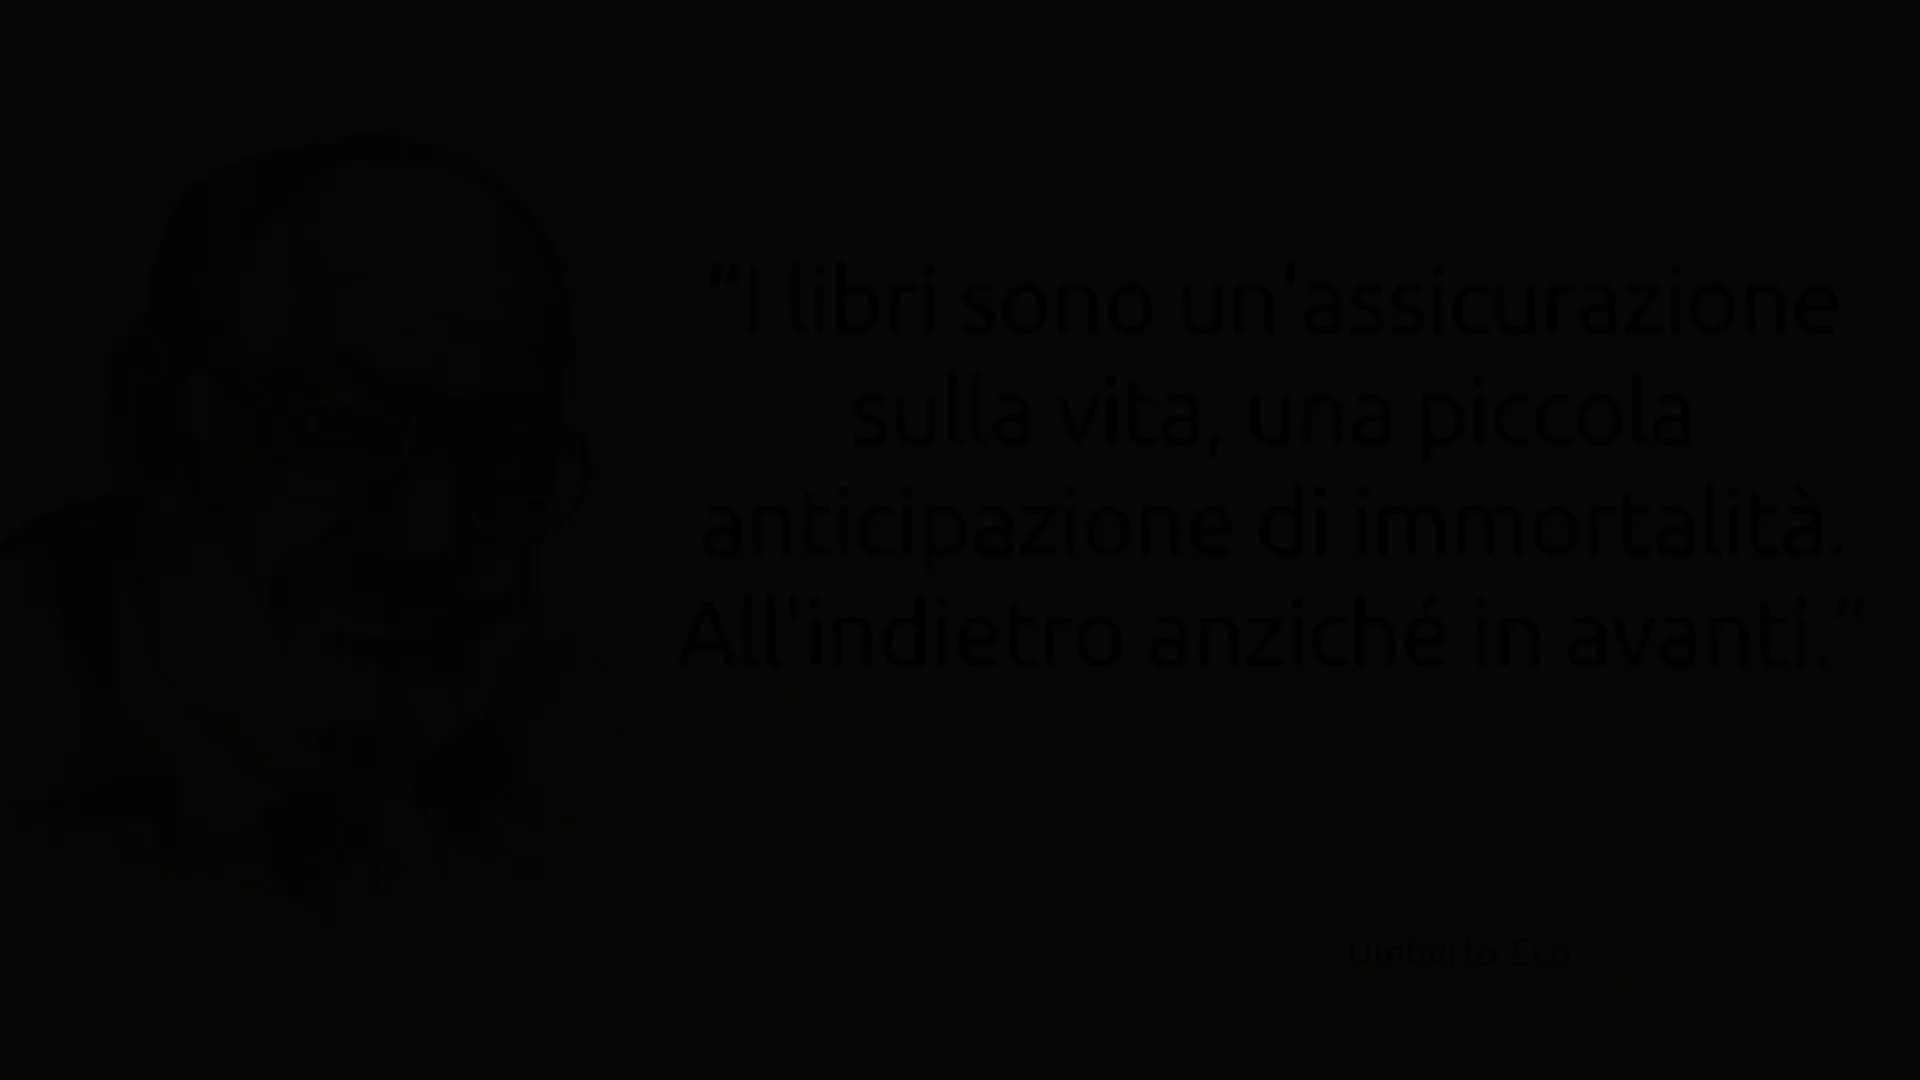 “I libri sono un'assicurazione
sulla vita, una piccola
anticipazione di immortalità.
All'indietro anziché in avanti.”
Umberto Eco